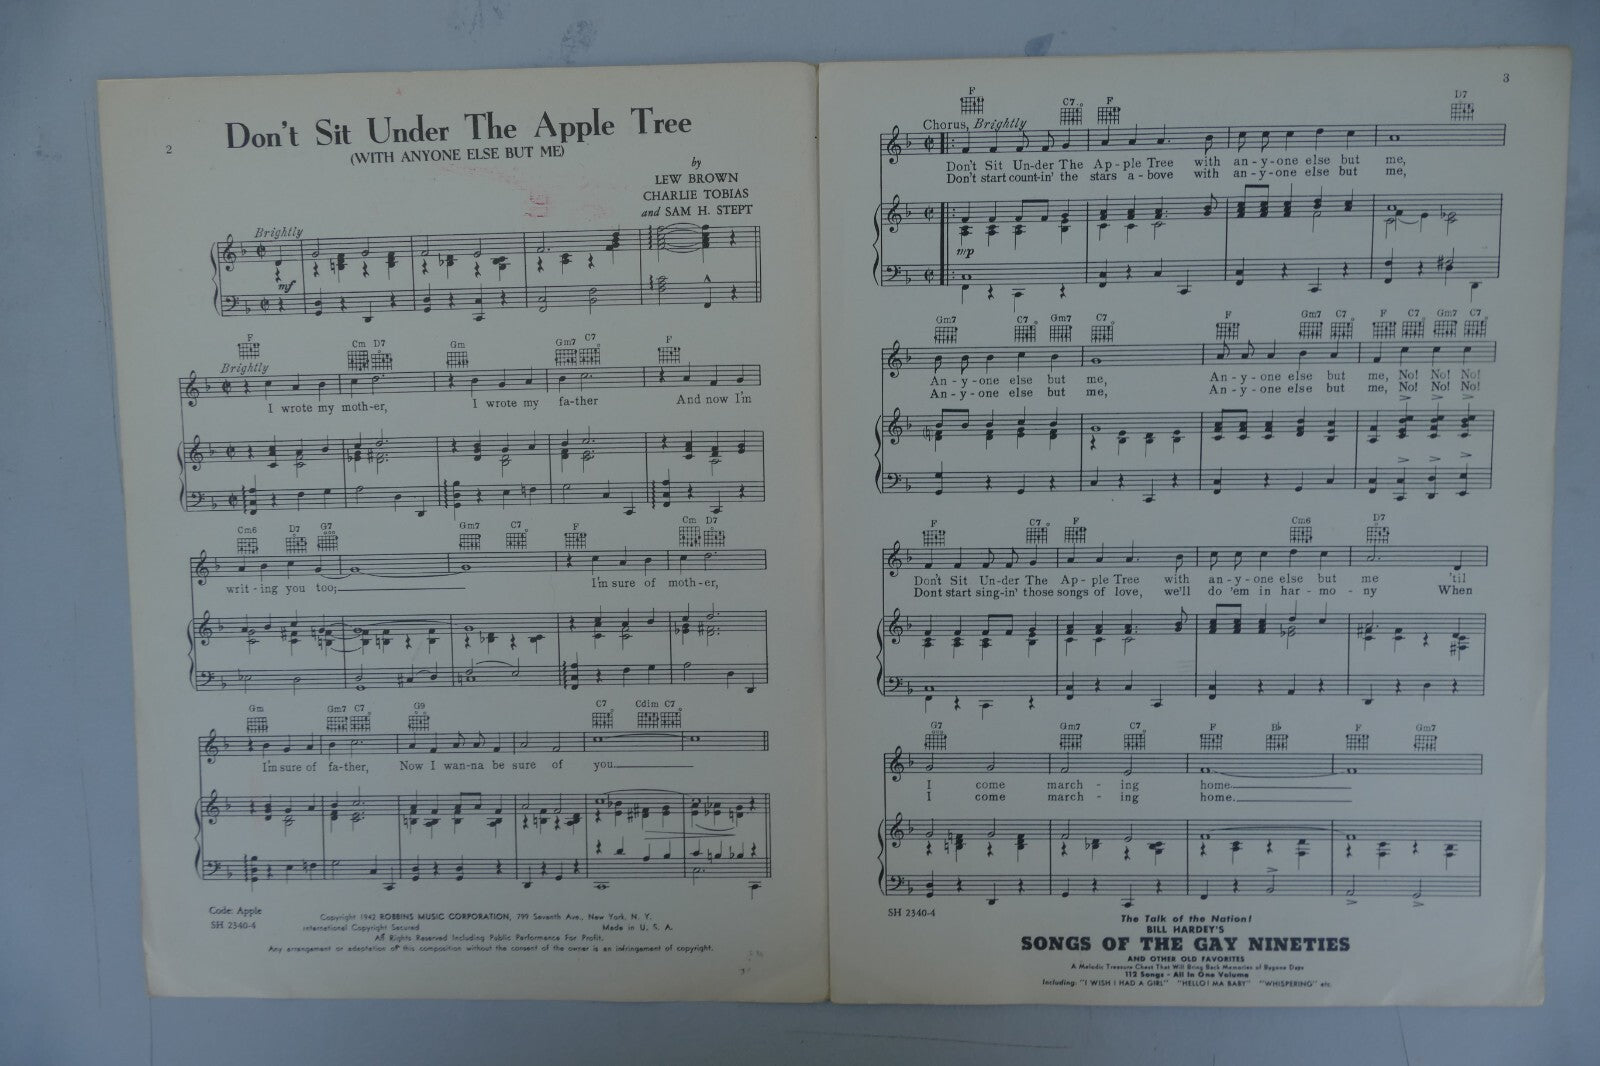 2
Don't Sit Under The Apple Tree
(WITH ANYONE ELSE BUT ME)
by
LEW BROWN
CHARLIE TOBIAS
and SAM H. STEPT
Brightly
mf
F Cm D7 Gm Gm7 C7 F
Brightly
I wrote my moth-er, I wrote my fa-ther And now I'm
Cm6 D7 G7 Gm7 C7 F Cm D7
writ-ing you too; I'm sure of moth-er,
Gm Gm7 C7 G9 C7 Cdim C7
I'm sure of fa-ther, Now I wan-na be sure of you.
Code: Apple
SH 2340-4
Copyright 1942 ROBBINS MUSIC CORPORATION, 799 Seventh Ave., New York, N. Y.
International Copyright Secured Made in U. S. A.
All Rights Reserved Including Public Performance For Profit.
Any arrangement or adaptation of this composition without the consent of the owner is an infringement of copyright.
3
F C7 F D7
Chorus, Brightly
Don't Sit Un-der The Ap-ple Tree with an-y-one else but me,
Don't start count-in' the stars a-bove with an-y-one else but me,
mp
Gm7 C7 Gm7 C7 F Gm7 C7 F C7 Gm7 C7
An-y-one else but me, An-y-one else but me, No! No! No!
An-y-one else but me, An-y-one else but me, No! No! No!
F C7 F Cm6 D7
Don't Sit Un-der The Ap-ple Tree with an-y-one else but me 'til
Dont start sing-in' those songs of love, we'll do 'em in har-mo-ny When
G7 Gm7 C7 F B♭ F Gm7
I come march-ing home.
I come march-ing home.
SH 2340-4
The Talk of the Nation!
BILL HARDEY'S
SONGS OF THE GAY NINETIES
AND OTHER OLD FAVORITES
A Melodic Treasure Chest That Will Bring Back Memories of Bygone Days
112 Songs - All In One Volume
Including: "I WISH I HAD A GIRL" "HELLO! MA BABY" "WHISPERING" etc.